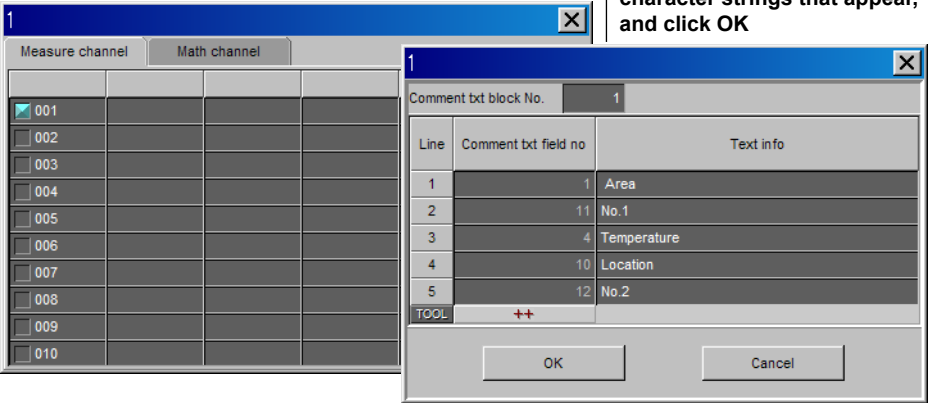 character strings that appear,
and click OK
1
Measure channel Math channel
001
002
003
004
005
006
007
008
009
010
1
Comment txt block No. 1
Line Comment txt field no Text info
1 1 Area
2 11 No.1
3 4 Temperature
4 10 Location
5 12 No.2
TOOL ++
OK Cancel